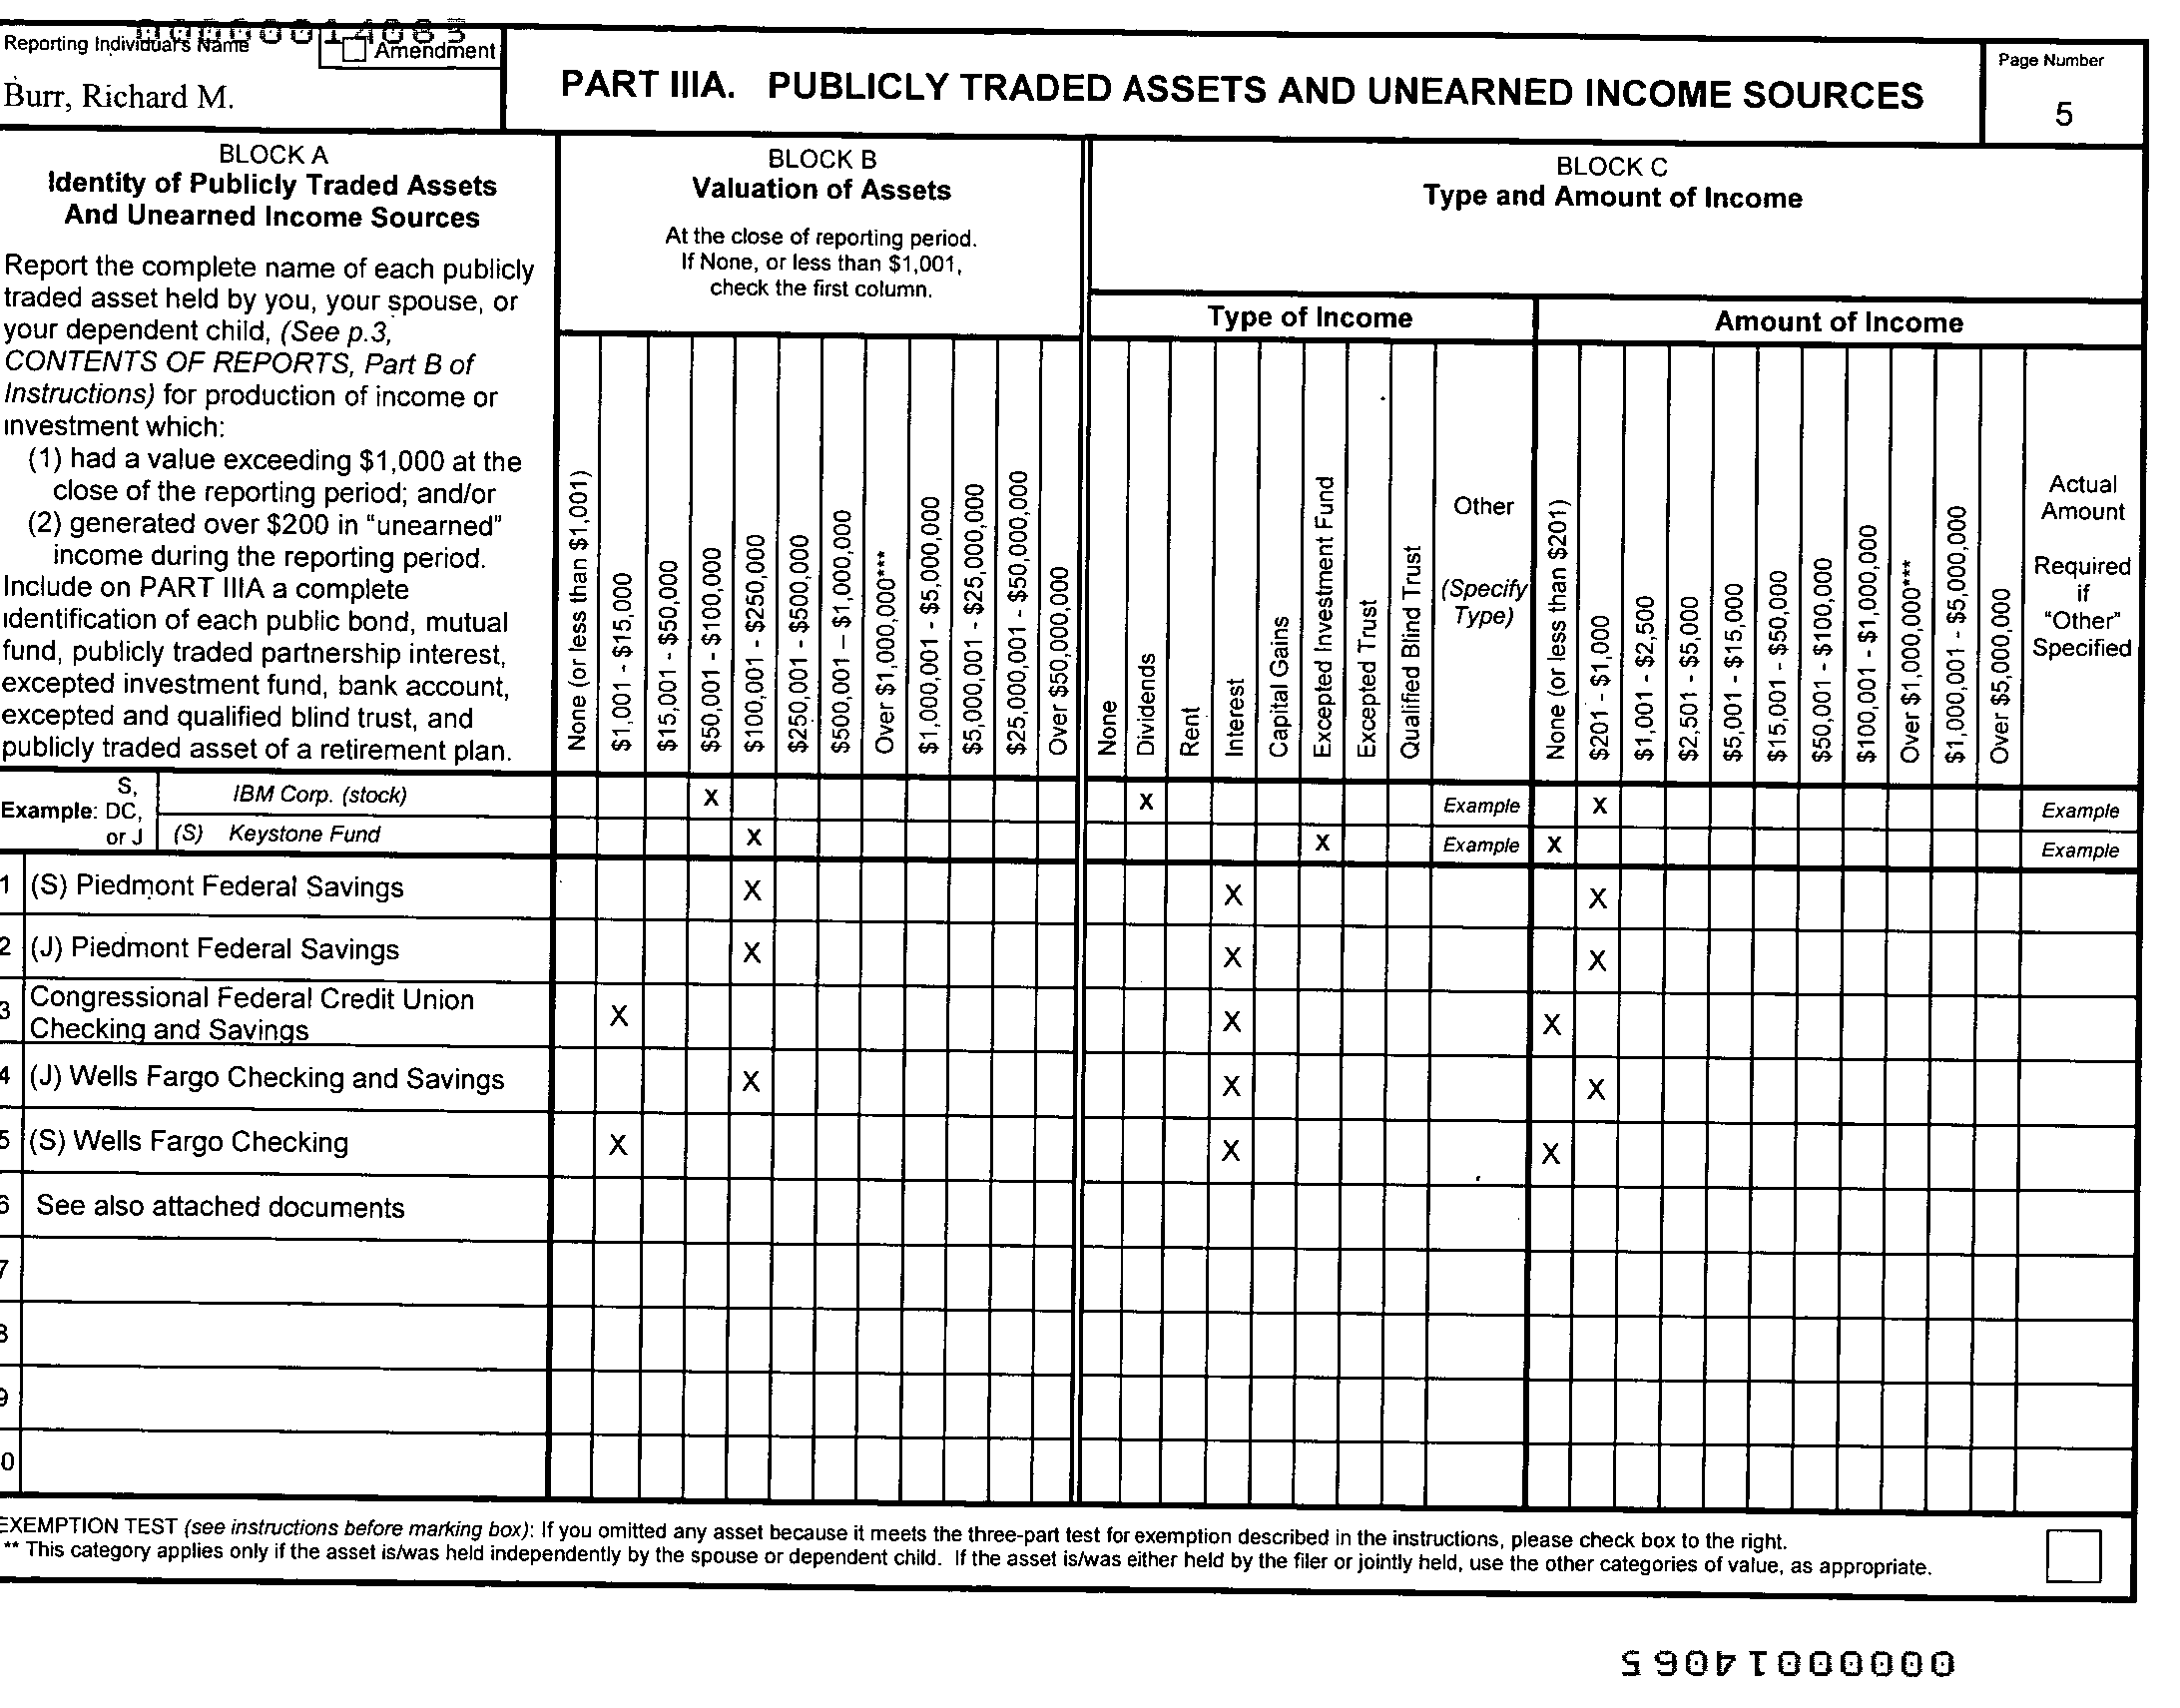 000000014083
Reporting Individual's Name
Amendment
Burr, Richard M.
PART IIIA. PUBLICLY TRADED ASSETS AND UNEARNED INCOME SOURCES
Page Number
5
BLOCK A
Identity of Publicly Traded Assets
And Unearned Income Sources
Report the complete name of each publicly
traded asset held by you, your spouse, or
your dependent child, (See p.3,
CONTENTS OF REPORTS, Part B of
Instructions) for production of income or
investment which:
(1) had a value exceeding $1,000 at the
close of the reporting period; and/or
(2) generated over $200 in "unearned"
income during the reporting period.
Include on PART IIIA a complete
identification of each public bond, mutual
fund, publicly traded partnership interest,
excepted investment fund, bank account,
excepted and qualified blind trust, and
publicly traded asset of a retirement plan.
BLOCK B
Valuation of Assets
At the close of reporting period.
If None, or less than $1,001,
check the first column.
None (or less than $1,001)
$1,001 - $15,000
$15,001 - $50,000
$50,001 - $100,000
$100,001 - $250,000
$250,001 - $500,000
$500,001 – $1,000,000
Over $1,000,000***
$1,000,001 - $5,000,000
$5,000,001 - $25,000,000
$25,000,001 - $50,000,000
Over $50,000,000
BLOCK C
Type and Amount of Income
Type of Income
None
Dividends
Rent
Interest
Capital Gains
Excepted Investment Fund
Excepted Trust
Qualified Blind Trust
Other
(Specify
Type)
Amount of Income
None (or less than $201)
$201 - $1,000
$1,001 - $2,500
$2,501 - $5,000
$5,001 - $15,000
$15,001 - $50,000
$50,001 - $100,000
$100,001 - $1,000,000
Over $1,000,000***
$1,000,001 - $5,000,000
Over $5,000,000
Actual
Amount
Required
if
"Other"
Specified
Example: S,
DC,
or J
IBM Corp. (stock) X X Example X Example
(S) Keystone Fund X X Example X Example
1 (S) Piedmont Federal Savings X X X
2 (J) Piedmont Federal Savings X X X
3 Congressional Federal Credit Union
Checking and Savings X X X
4 (J) Wells Fargo Checking and Savings X X X
5 (S) Wells Fargo Checking X X X
6 See also attached documents
7
8
9
0
EXEMPTION TEST (see instructions before marking box): If you omitted any asset because it meets the three-part test for exemption described in the instructions, please check box to the right.
** This category applies only if the asset is/was held independently by the spouse or dependent child. If the asset is/was either held by the filer or jointly held, use the other categories of value, as appropriate.
000000014065